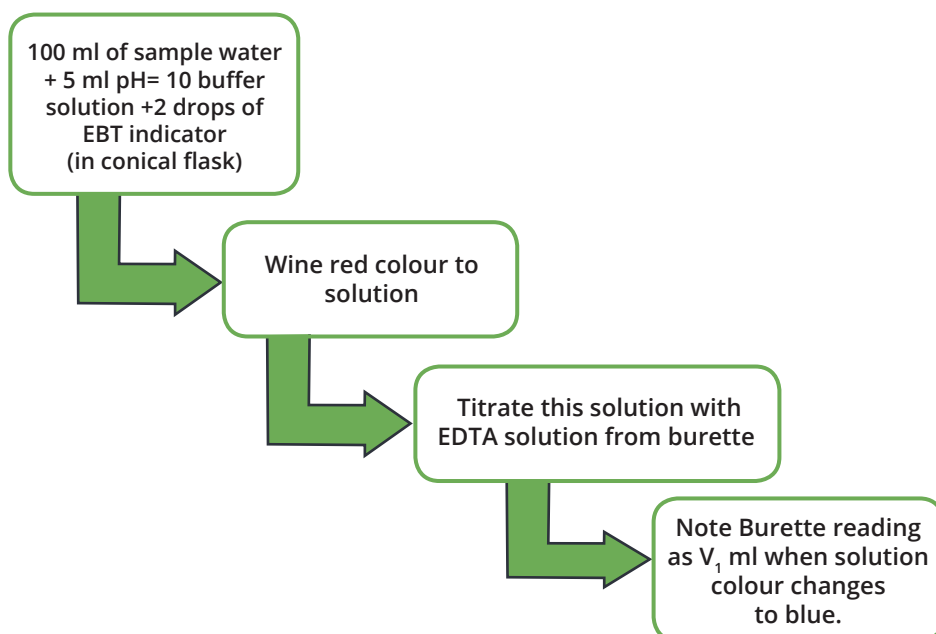 100 ml of sample water
+ 5 ml pH= 10 buffer
solution +2 drops of
EBT indicator
(in conical flask)
Wine red colour to
solution
Titrate this solution with
EDTA solution from burette
Note Burette reading
as V₁ ml when solution
colour changes
to blue.